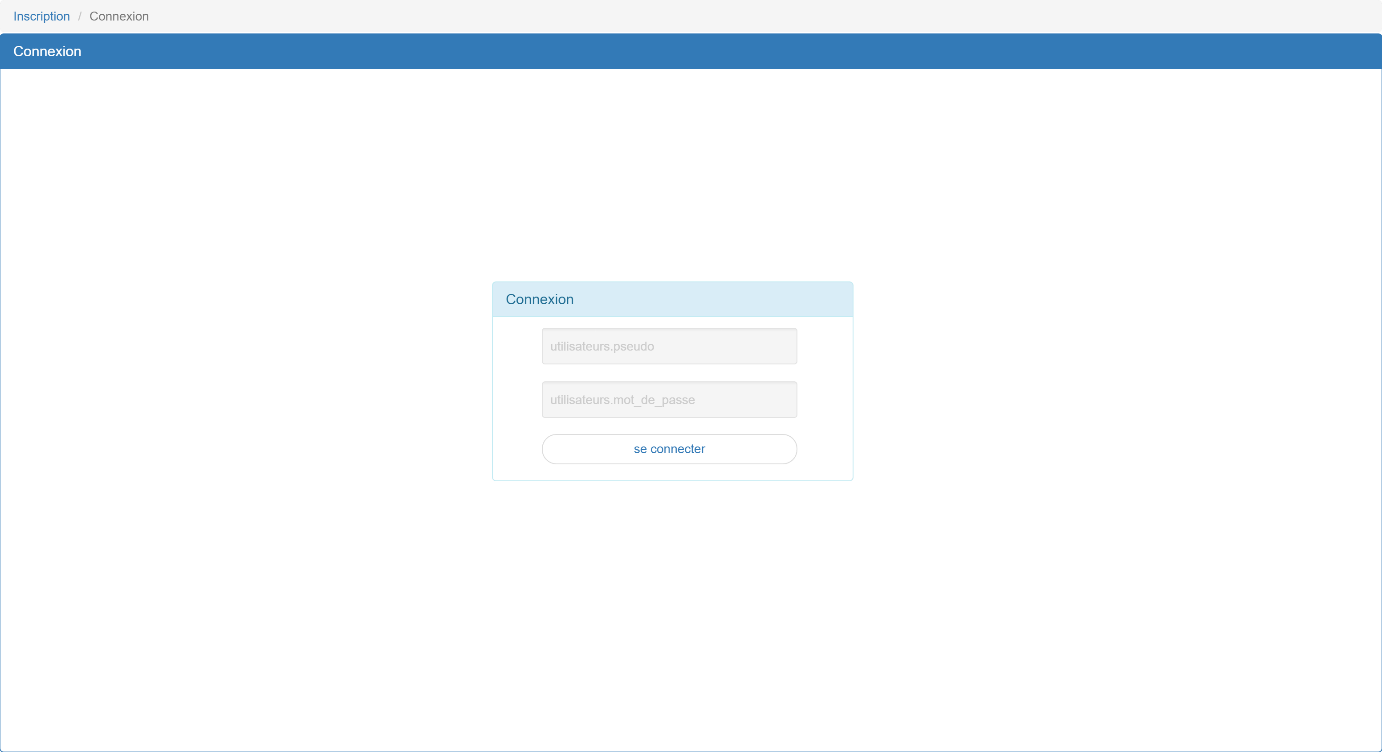 Inscription / Connexion
Connexion
Connexion
utilisateurs.pseudo
utilisateurs.mot_de_passe
se connecter